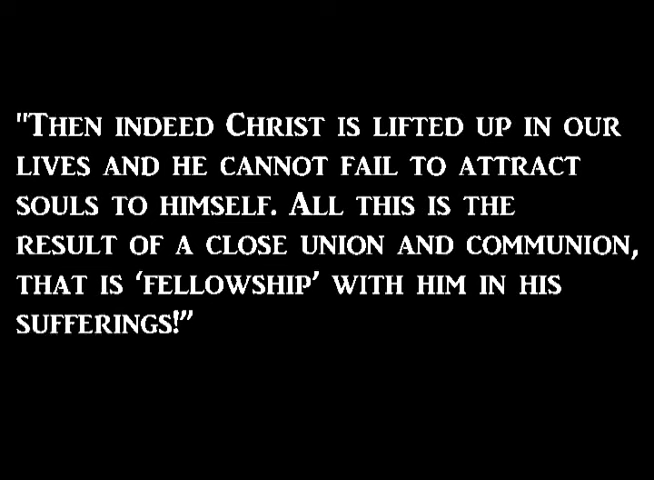 "Then indeed Christ is lifted up in our
lives and he cannot fail to attract
souls to himself. All this is the
result of a close union and communion,
that is ‘fellowship’ with him in his
sufferings!”